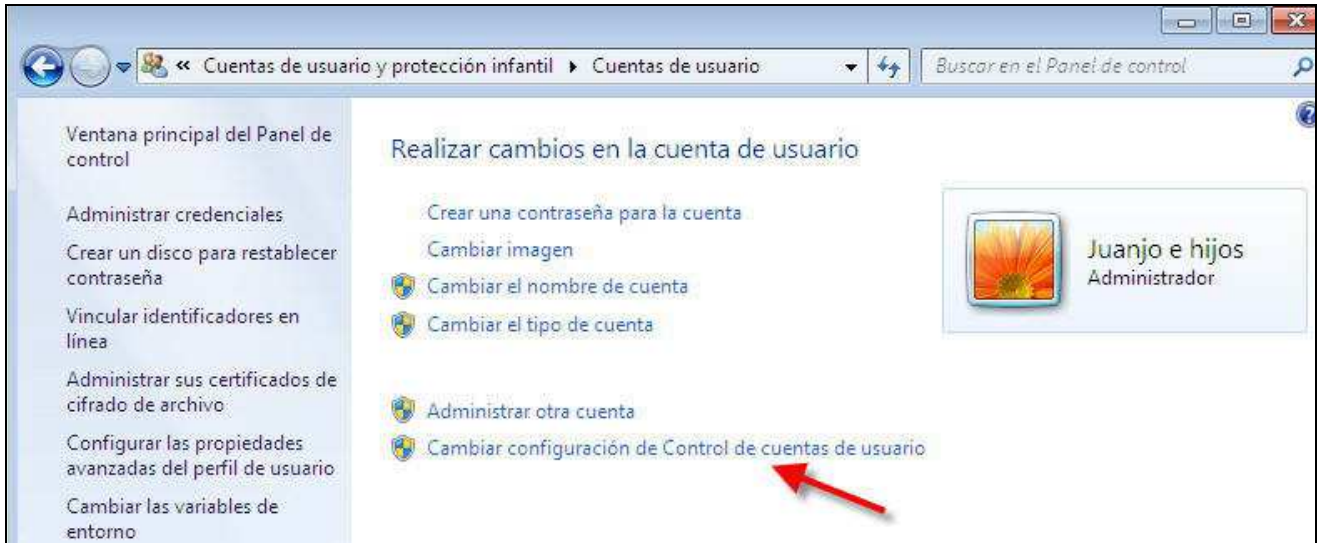 « Cuentas de usuario y protección infantil ▸ Cuentas de usuario
Buscar en el Panel de control
Ventana principal del Panel de
control
Administrar credenciales
Crear un disco para restablecer
contraseña
Vincular identificadores en
línea
Administrar sus certificados de
cifrado de archivo
Configurar las propiedades
avanzadas del perfil de usuario
Cambiar las variables de
entorno
Realizar cambios en la cuenta de usuario
Crear una contraseña para la cuenta
Cambiar imagen
Cambiar el nombre de cuenta
Cambiar el tipo de cuenta
Administrar otra cuenta
Cambiar configuración de Control de cuentas de usuario
Juanjo e hijos
Administrador